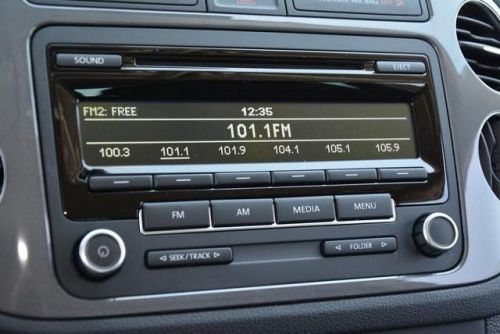 SOUND
EJECT
FM2: FREE 12:35
101.1FM
100.3 101.1 101.9 104.1 105.1 105.9
FM AM MEDIA MENU
◁ SEEK/TRACK ▷ ◁ FOLDER ▷